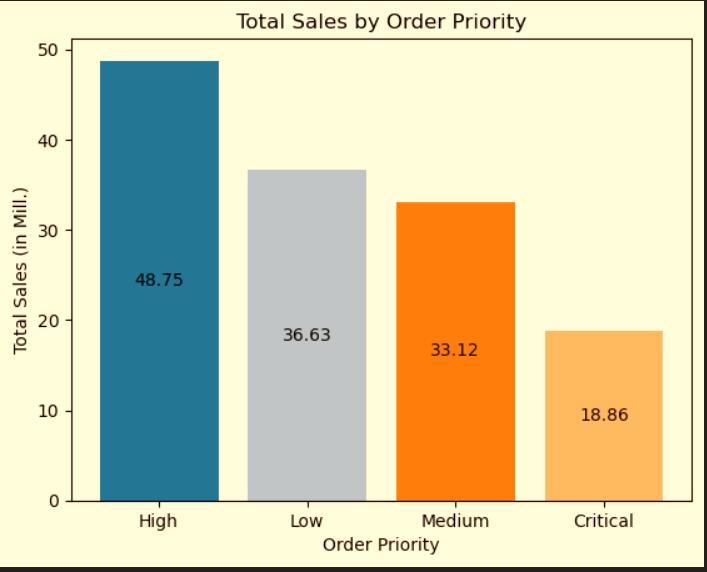 Total Sales by Order Priority
50
40
30
20
10
0
Total Sales (in Mill.)
48.75
36.63
33.12
18.86
High Low Medium Critical
Order Priority